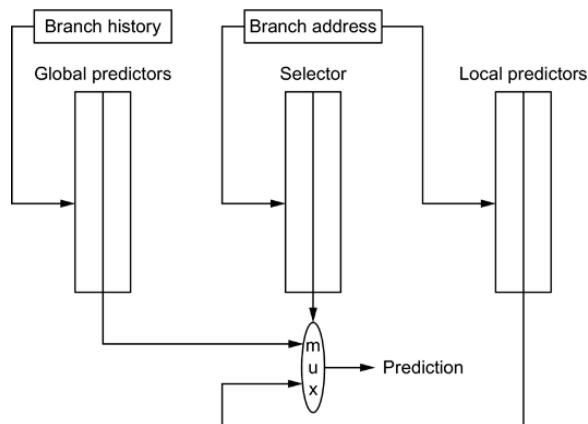 Branch history
Branch address
Global predictors
Selector
Local predictors
m
u
x
Prediction